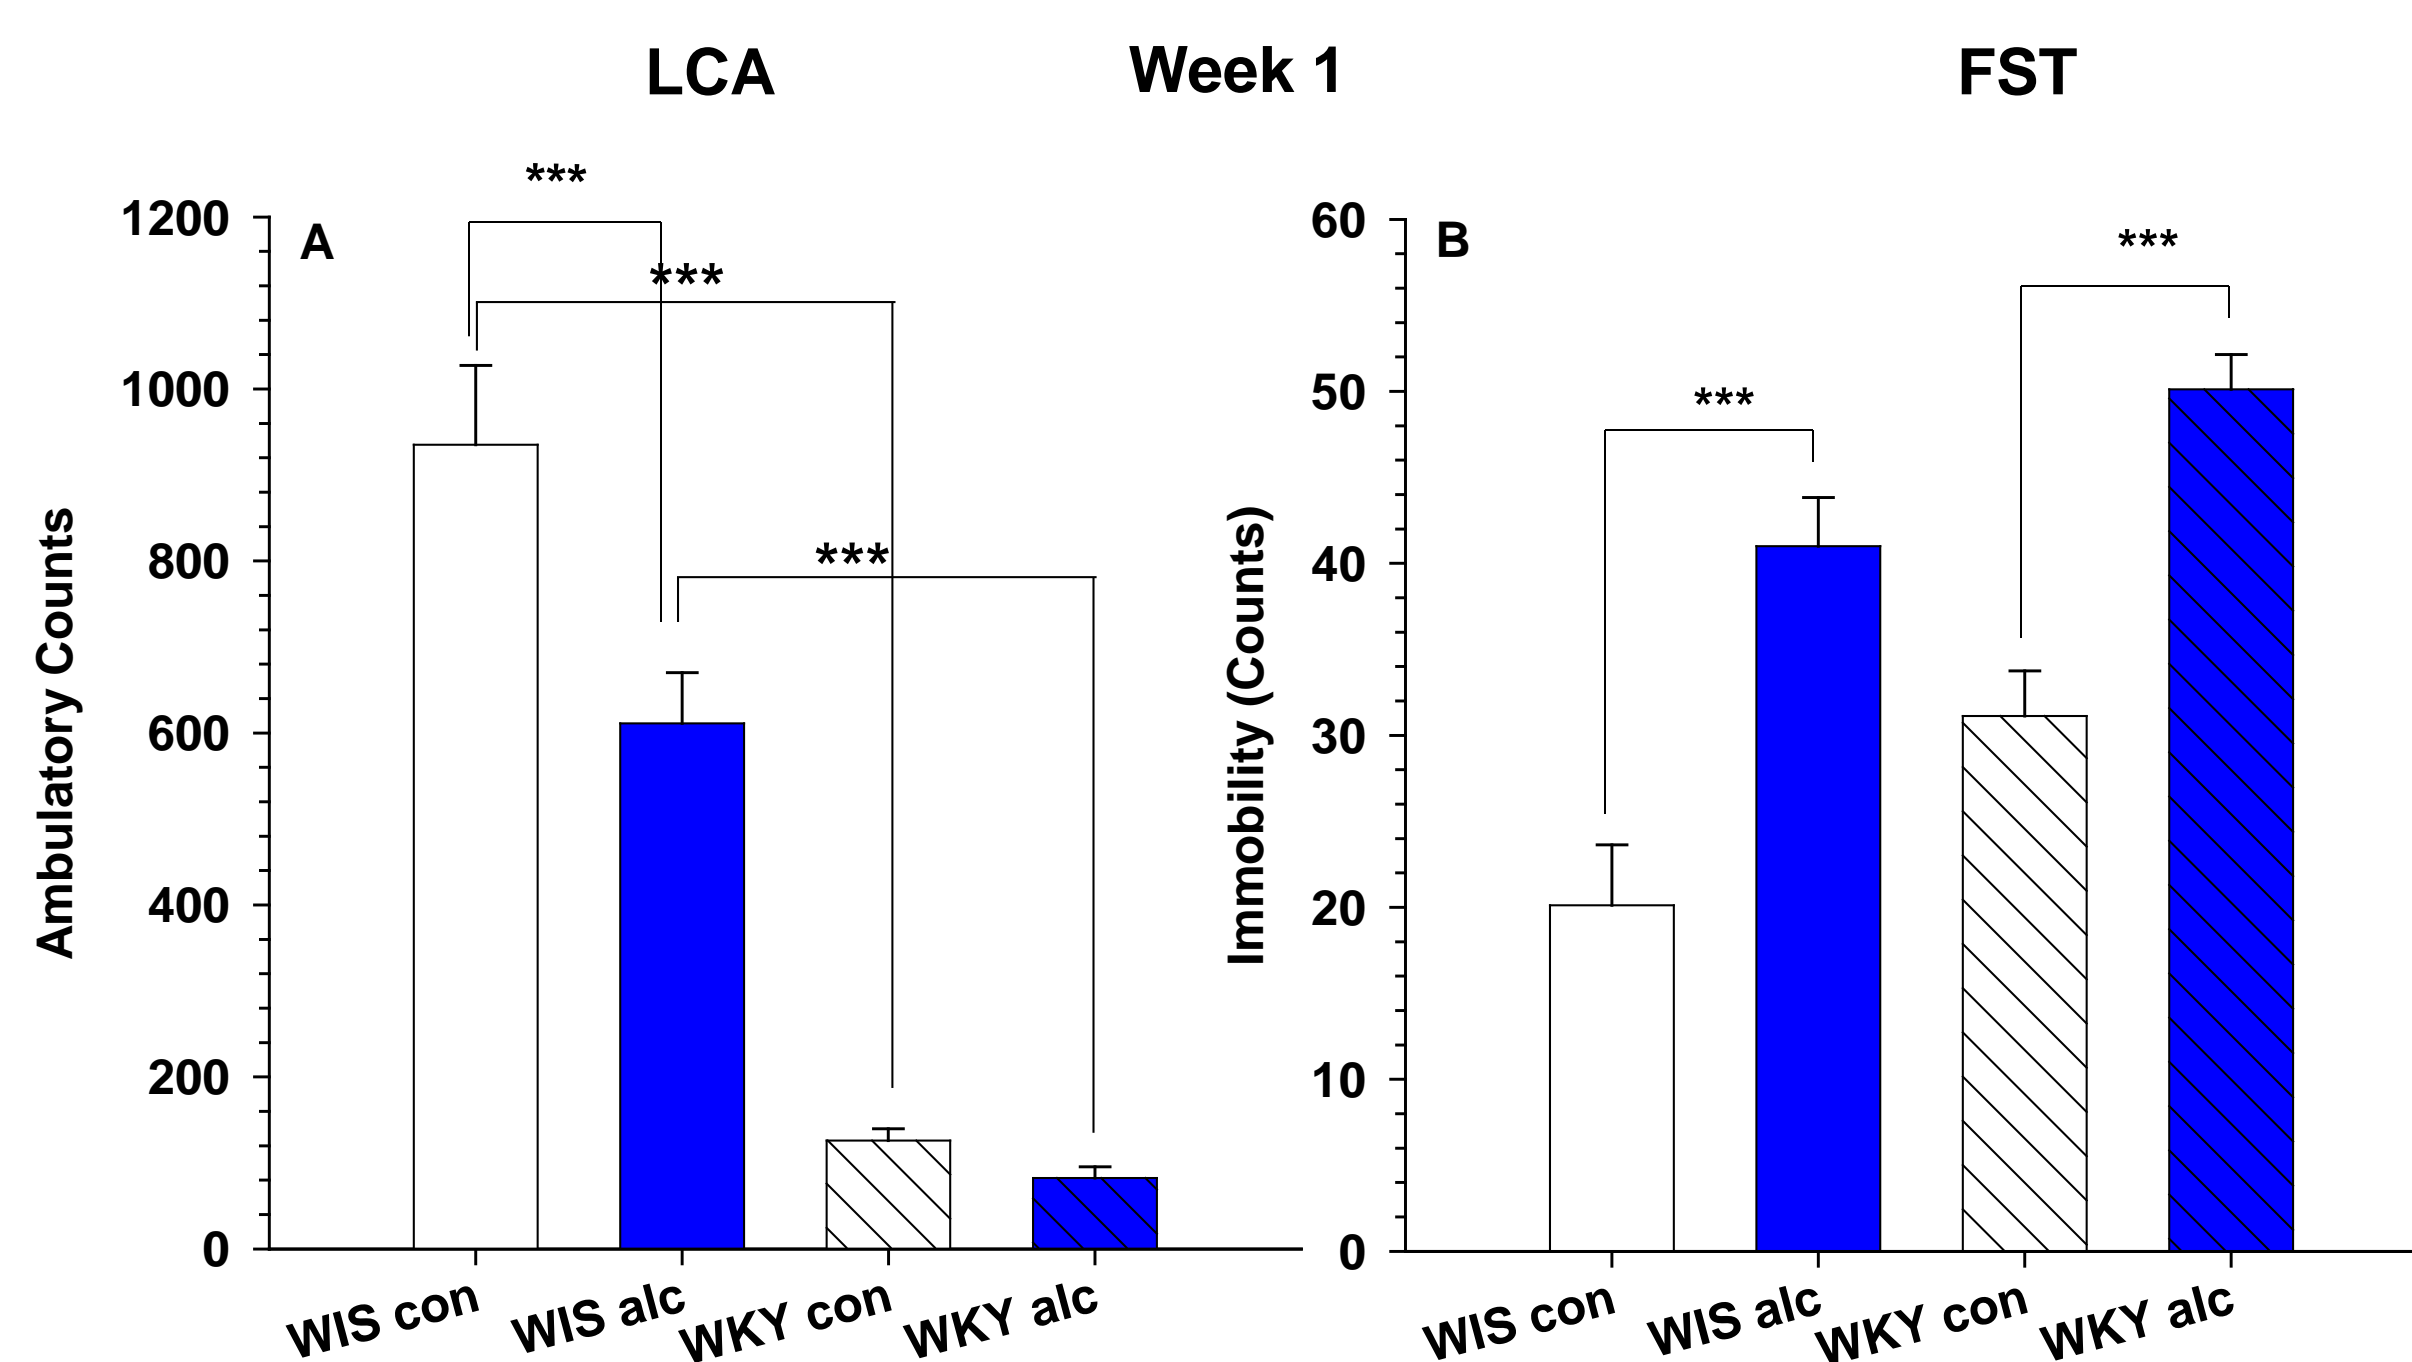 LCA
Week 1
FST
***
***
***
1200
1000
800
600
400
200
0
A
Ambulatory Counts
WIS con
WIS alc
WKY con
WKY alc
***
***
60
50
40
30
20
10
0
B
Immobility (Counts)
WIS con
WIS alc
WKY con
WKY alc